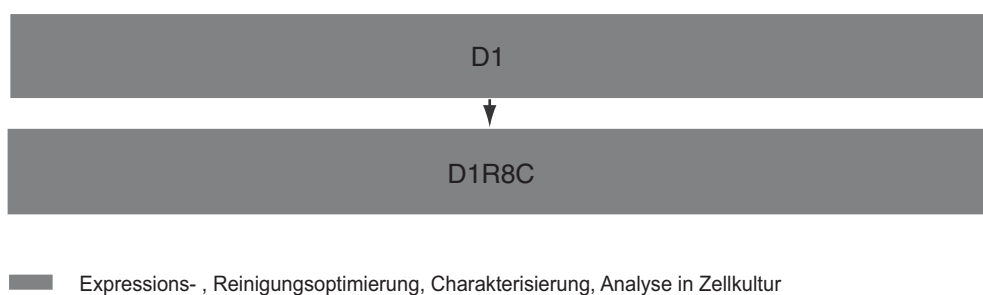 D1
D1R8C
Expressions- , Reinigungsoptimierung, Charakterisierung, Analyse in Zellkultur